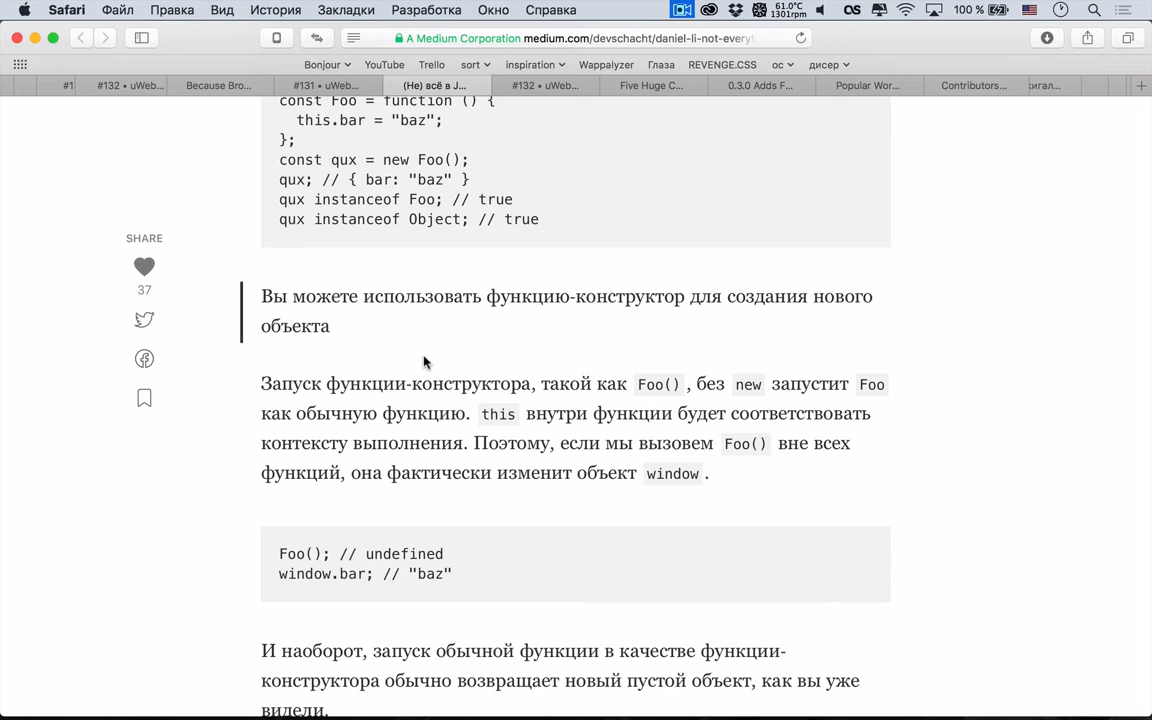 Safari Файл Правка Вид История Закладки Разработка Окно Справка 61.0°C 1301rpm 100 %
A Medium Corporation medium.com/devschacht/daniel-li-not-everyt
Bonjour YouTube Trello sort inspiration Wappalyzer Глаза REVENGE.CSS ос дисер
#1 #132 • uWeb... Because Bro... #131 • uWeb... (Не) всё в J... #132 • uWeb... Five Huge C... 0.3.0 Adds F... Popular Wor... Contributors... кигал...
const Foo = function () {
this.bar = "baz";
};
const qux = new Foo();
qux; // { bar: "baz" }
qux instanceof Foo; // true
qux instanceof Object; // true
SHARE
37
Вы можете использовать функцию-конструктор для создания нового
объекта
Запуск функции-конструктора, такой как Foo(), без new запустит Foo
как обычную функцию. this внутри функции будет соответствовать
контексту выполнения. Поэтому, если мы вызовем Foo() вне всех
функций, она фактически изменит объект window.
Foo(); // undefined
window.bar; // "baz"
И наоборот, запуск обычной функции в качестве функции-
конструктора обычно возвращает новый пустой объект, как вы уже
видели.